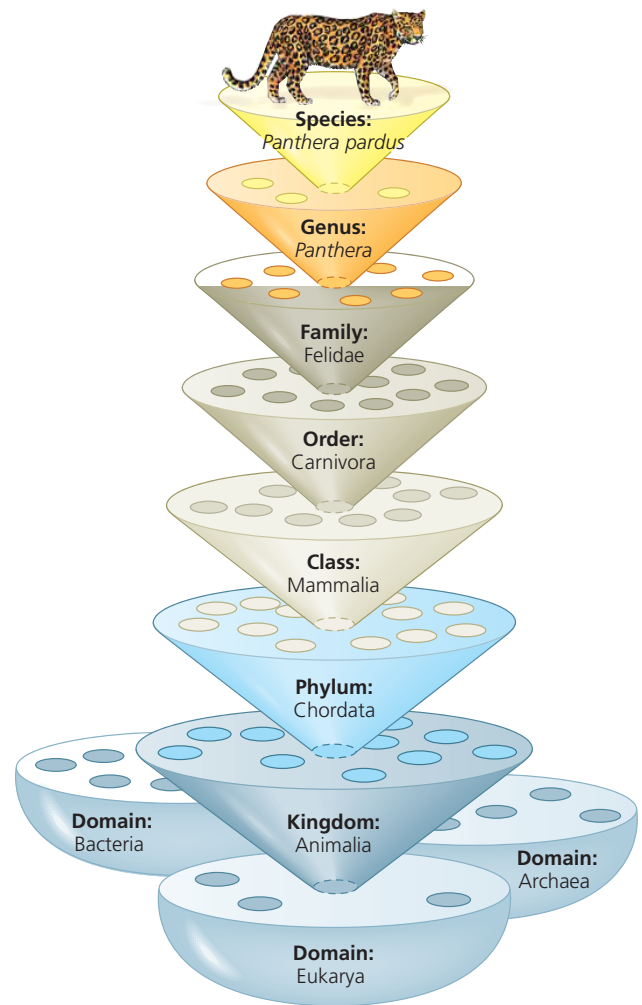 Species:
Panthera pardus
Genus:
Panthera
Family:
Felidae
Order:
Carnivora
Class:
Mammalia
Phylum:
Chordata
Domain:
Bacteria
Kingdom:
Animalia
Domain:
Archaea
Domain:
Eukarya